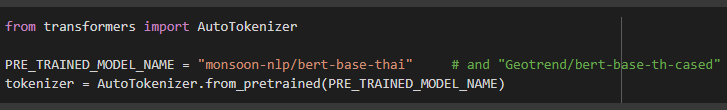 from transformers import AutoTokenizer
PRE_TRAINED_MODEL_NAME = "monsoon-nlp/bert-base-thai"     # and "Geotrend/bert-base-th-cased"
tokenizer = AutoTokenizer.from_pretrained(PRE_TRAINED_MODEL_NAME)